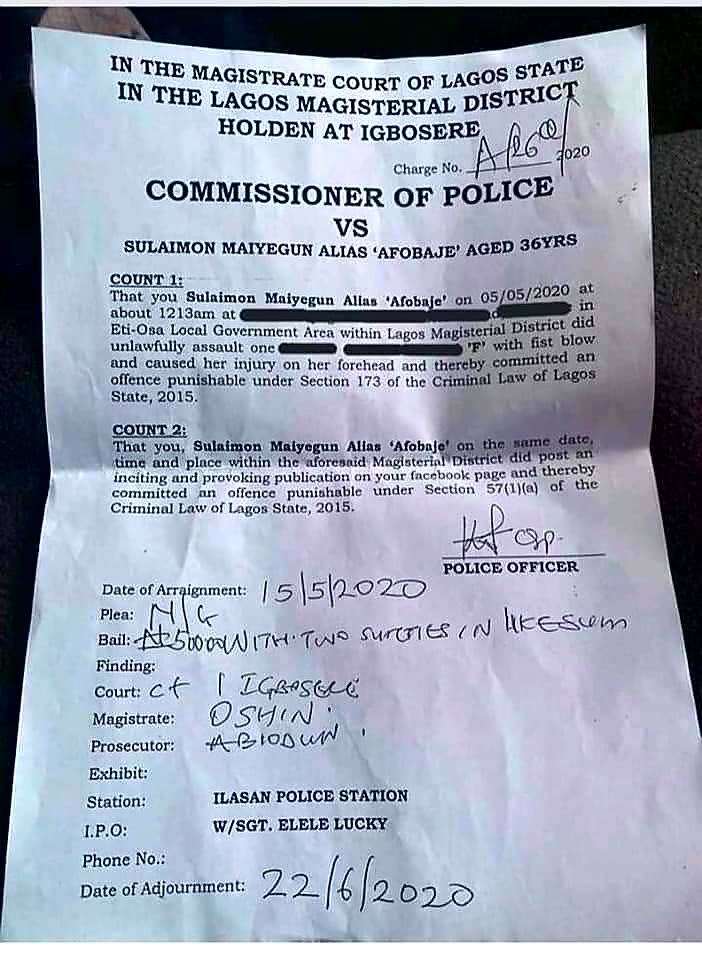 IN THE MAGISTRATE COURT OF LAGOS STATE
IN THE LAGOS MAGISTERIAL DISTRICT
HOLDEN AT IGBOSERE
Charge No. 2020
COMMISSIONER OF POLICE
VS
SULAIMON MAIYEGUN ALIAS ‘AFOBAJE’ AGED 36YRS
COUNT 1:
That you Sulaimon Maiyegun Alias ‘Afobaje’ on 05/05/2020 at
about 1213am at in
Eti-Osa Local Government Area within Lagos Magisterial District did
unlawfully assault one ‘F’ with fist blow
and caused her injury on her forehead and thereby committed an
offence punishable under Section 173 of the Criminal Law of Lagos
State, 2015.
COUNT 2:
That you, Sulaimon Maiyegun Alias ‘Afobaje’ on the same date,
time and place within the aforesaid Magisterial District did post an
inciting and provoking publication on your facebook page and thereby
committed an offence punishable under Section 57(1)(a) of the
Criminal Law of Lagos State, 2015.
POLICE OFFICER
Date of Arraignment: 15/5/2020
Plea: N/G
Bail: WITH TWO SURETIES IN LIKE SUM
Finding:
Court: Ct 1 IGBOSERE
Magistrate: OSHIN.
Prosecutor: ABIODUN.
Exhibit:
Station: ILASAN POLICE STATION
I.P.O: W/SGT. ELELE LUCKY
Phone No.:
Date of Adjournment: 22/6/2020